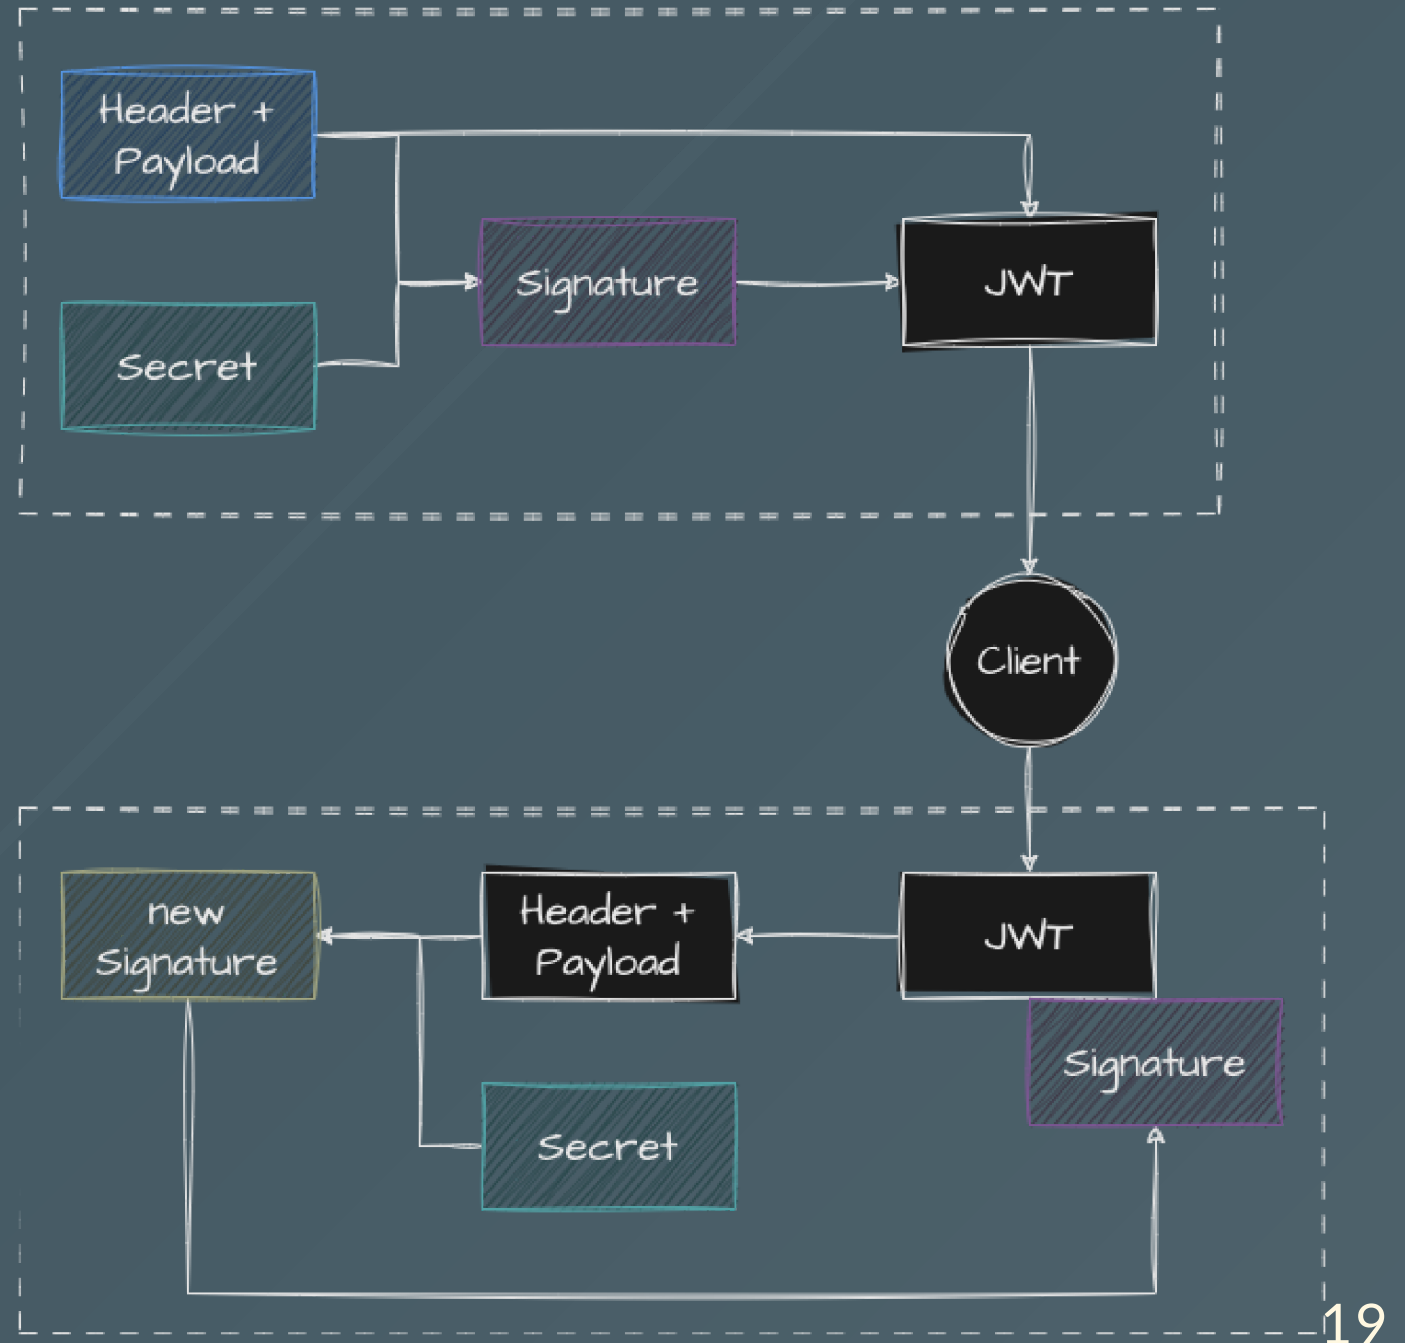 Header +
Payload
Signature
JWT
Secret
Client
new
Signature
Header +
Payload
JWT
Signature
Secret
19